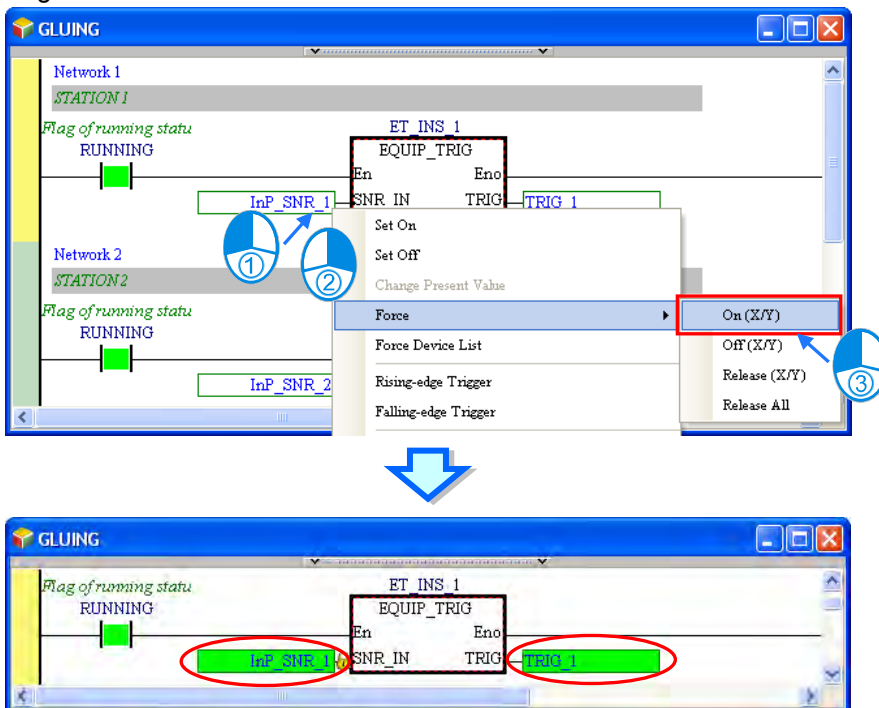 GLUING
Network 1
STATION 1
Flag of running statu
RUNNING
ET_INS_1
EQUIP_TRIG
En Eno
InP_SNR_1 SNR_IN TRIG TRIG_1
Set On
Set Off
Change Present Value
Force
Force Device List
Rising-edge Trigger
Falling-edge Trigger
On (X/Y)
Off (X/Y)
Release (X/Y)
Release All
1
2
3
Network 2
STATION 2
Flag of running statu
RUNNING
InP_SNR_2
GLUING
Flag of running statu
RUNNING
ET_INS_1
EQUIP_TRIG
En Eno
InP_SNR_1 SNR_IN TRIG TRIG_1